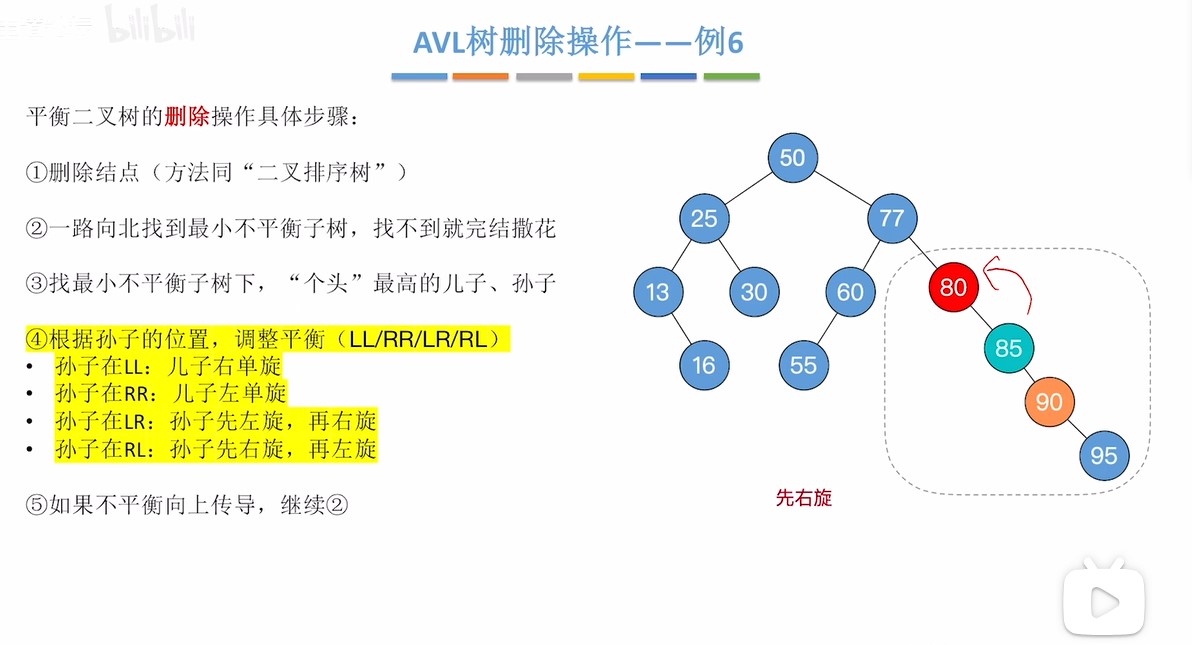 bilibili
AVL树删除操作——例6
平衡二叉树的删除操作具体步骤：
①删除结点（方法同“二叉排序树”）
②一路向北找到最小不平衡子树，找不到就完结撒花
③找最小不平衡子树下，“个头”最高的儿子、孙子
④根据孙子的位置，调整平衡（LL/RR/LR/RL）
• 孙子在LL：儿子右单旋
• 孙子在RR：儿子左单旋
• 孙子在LR：孙子先左旋，再右旋
• 孙子在RL：孙子先右旋，再左旋
⑤如果不平衡向上传导，继续②
50
25 77
13 30 60 80
16 55 85
90
95
先右旋